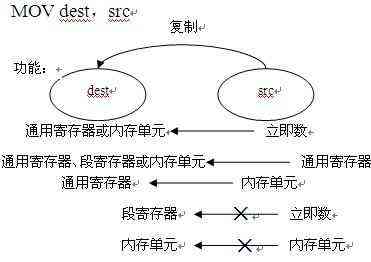 MOV dest，src
复制
功能：
dest src
通用寄存器或内存单元 立即数
通用寄存器、段寄存器或内存单元 通用寄存器
通用寄存器 内存单元
段寄存器 立即数
内存单元 内存单元